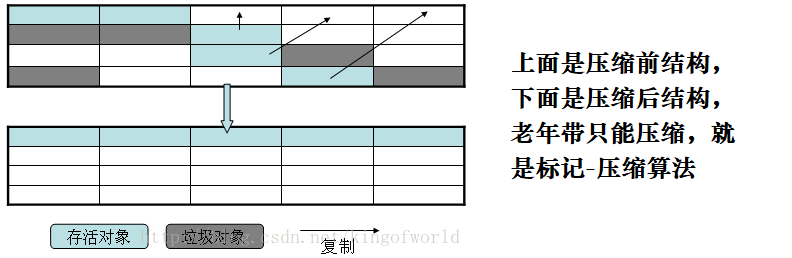 上面是压缩前结构，
下面是压缩后结构，
老年带只能压缩，就
是标记-压缩算法
存活对象
垃圾对象
复制
http://blog.csdn.net/kingofworld